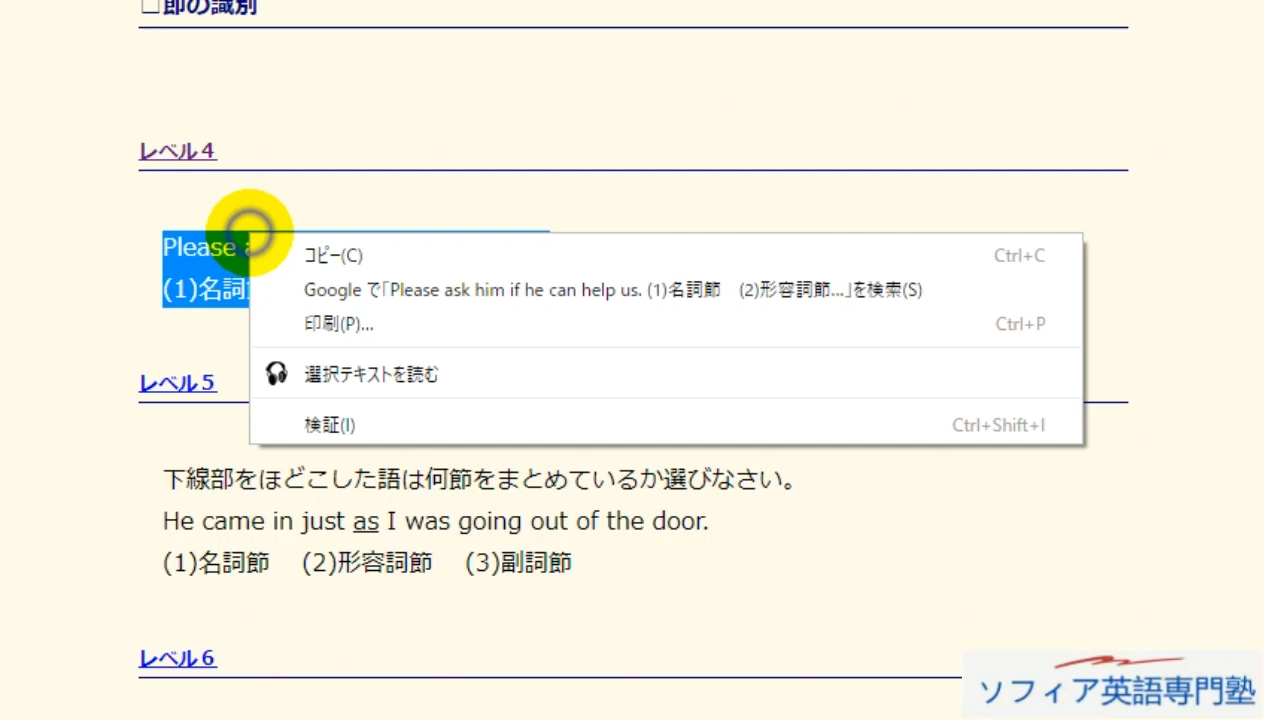 □節の識別
レベル4
Please a
(1)名詞
コピー(C) Ctrl+C
Google で「Please ask him if he can help us. (1)名詞節 (2)形容詞節...」を検索(S)
印刷(P)... Ctrl+P
選択テキストを読む
検証(I) Ctrl+Shift+I
レベル5
下線部をほどこした語は何節をまとめているか選びなさい。
He came in just as I was going out of the door.
(1)名詞節 (2)形容詞節 (3)副詞節
レベル6
ソフィア英語専門塾